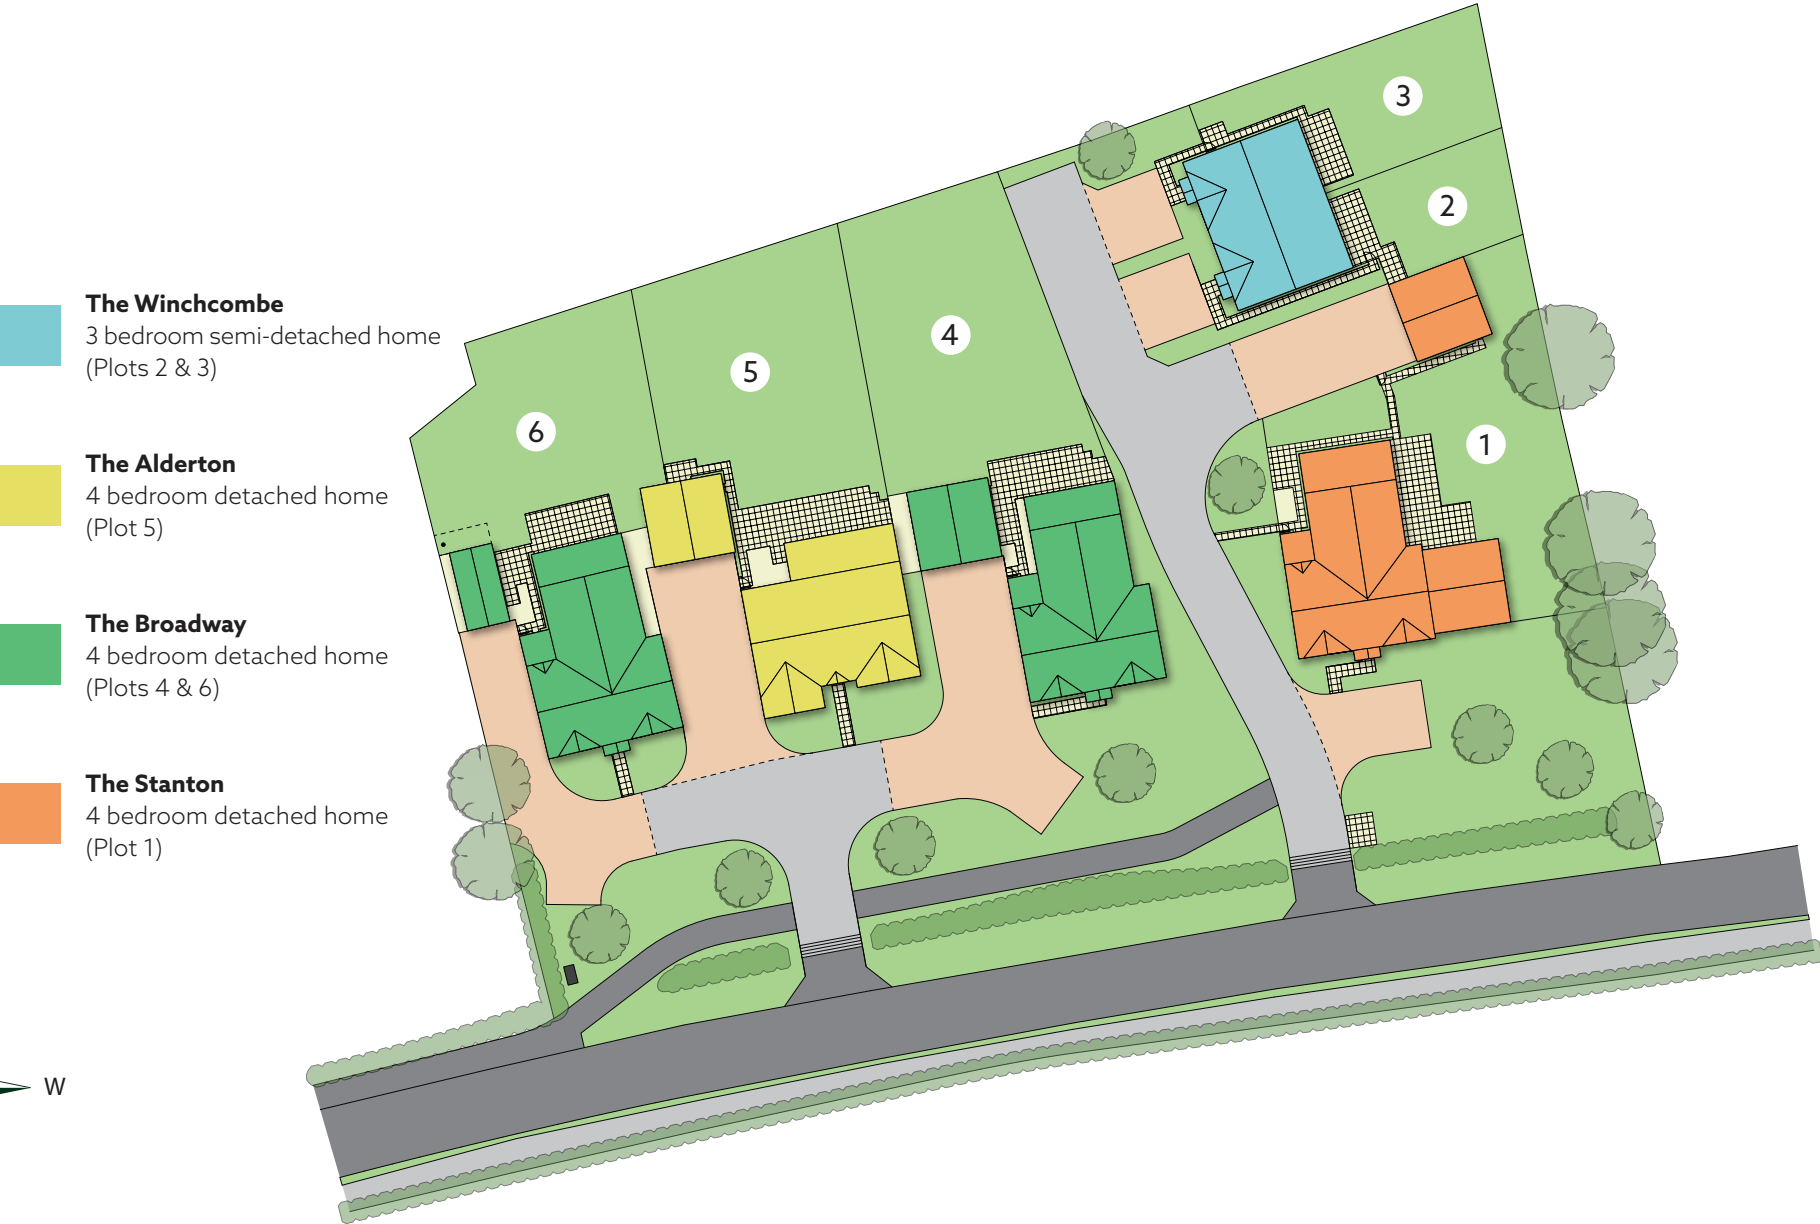 The Winchcombe
3 bedroom semi-detached home
(Plots 2 & 3)
The Alderton
4 bedroom detached home
(Plot 5)
The Broadway
4 bedroom detached home
(Plots 4 & 6)
The Stanton
4 bedroom detached home
(Plot 1)
W
3
2
4
5
6
1